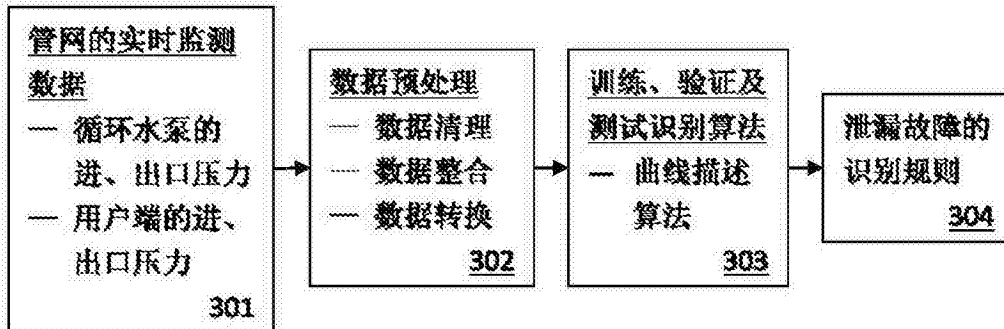 管网的实时监测
数据
— 循环水泵的
进、出口压力
— 用户端的进、
出口压力
301
数据预处理
— 数据清理
— 数据整合
— 数据转换
302
训练、验证及
测试识别算法
— 曲线描述
算法
303
泄漏故障的
识别规则
304